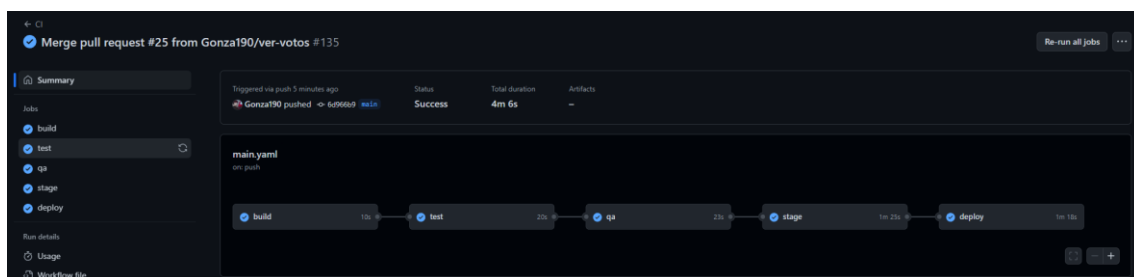 ← CI
Merge pull request #25 from Gonza190/ver-votos #135
Re-run all jobs ...
Summary
Jobs
build
test
qa
stage
deploy
Run details
Usage
Workflow file
Triggered via push 5 minutes ago
Gonza190 pushed 6d966b9 main
Status
Success
Total duration
4m 6s
Artifacts
–
main.yaml
on: push
build 10s
test 20s
qa 23s
stage 1m 25s
deploy 1m 18s
− +